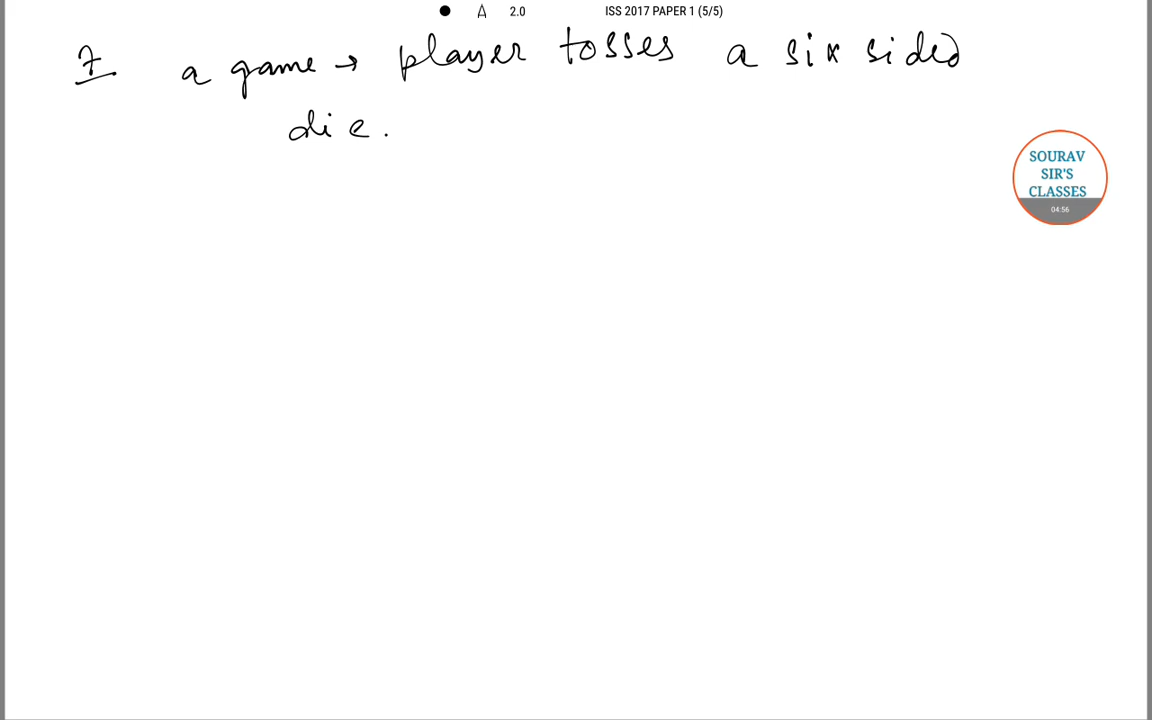 2.0 ISS 2017 PAPER 1 (5/5)
7. a game → player tosses a six sided
die.
SOURAV
SIR'S
CLASSES
04:56